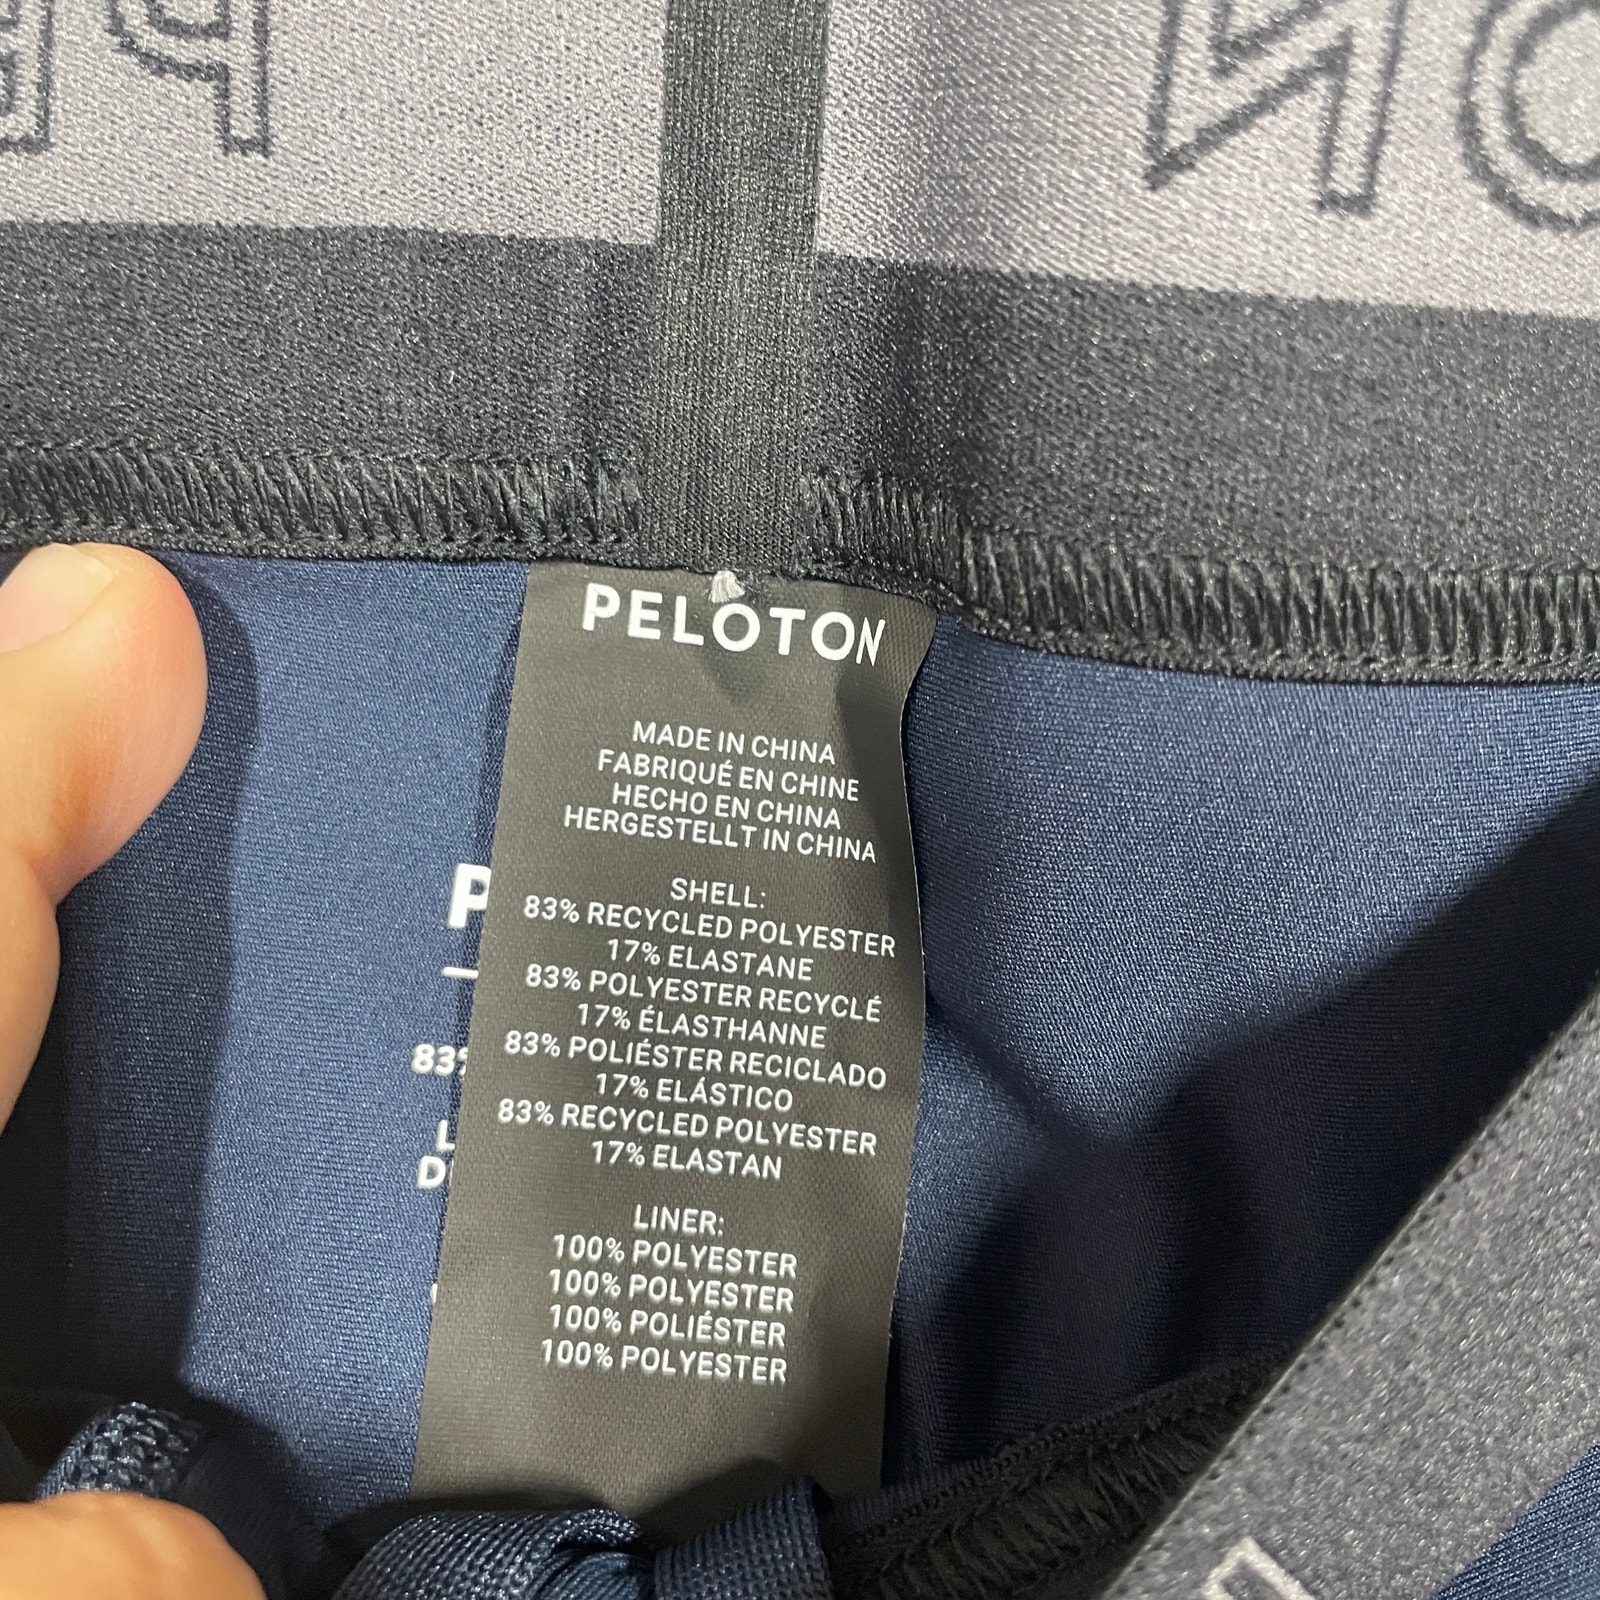 PELOTON
MADE IN CHINA
FABRIQUÉ EN CHINE
HECHO EN CHINA
HERGESTELLT IN CHINA
SHELL:
83% RECYCLED POLYESTER
17% ELASTANE
83% POLYESTER RECYCLÉ
17% ÉLASTHANNE
83% POLIÉSTER RECICLADO
17% ELÁSTICO
83% RECYCLED POLYESTER
17% ELASTAN
LINER:
100% POLYESTER
100% POLYESTER
100% POLIÉSTER
100% POLYESTER